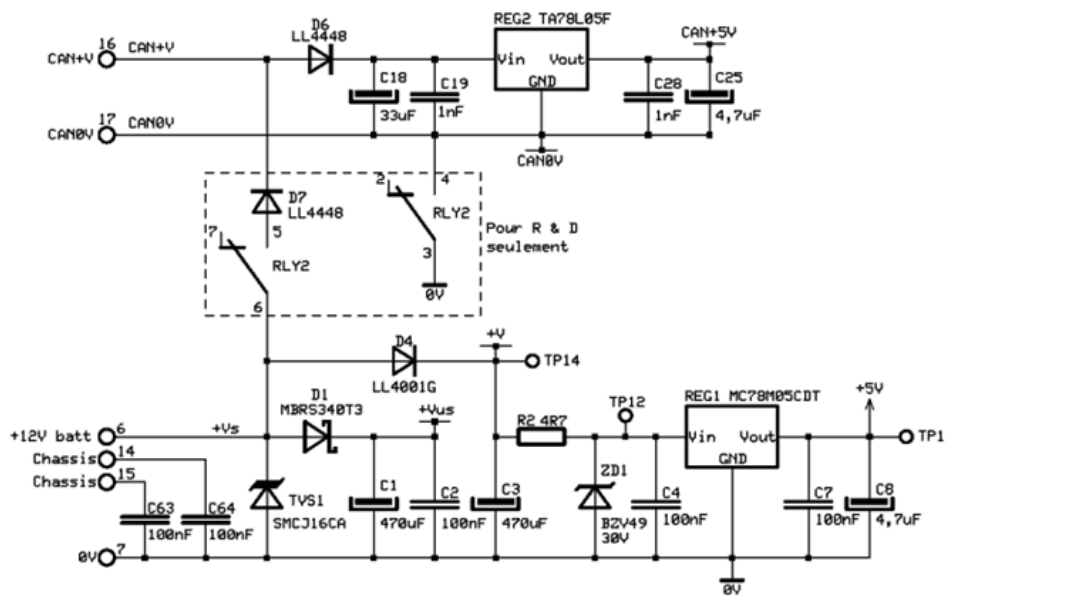 REG2 TA78L05F
D6
LL4448
CAN+5V
16
CAN+V
CAN+V
Vin
Vout
GND
C18
33uF
C19
1nF
C28
1nF
C25
4,7uF
17
CAN0V
CAN0V
CAN0V
2
4
D7
LL4448
RLY2
Pour R & D
seulement
7
5
3
RLY2
0V
6
+V
D4
TP14
LL4001G
D1
MBRS340T3
+Vus
TP12
REG1 MC78M05CDT
+5V
R2 4R7
+12V batt
6
+Vs
Vin
Vout
TP1
Chassis
14
GND
Chassis
15
ZD1
TVS1
SMCJ16CA
C1
470uF
C2
100nF
C3
470uF
BZV49
30V
C4
100nF
C7
100nF
C8
4,7uF
C63
100nF
C64
100nF
0V
7
0V